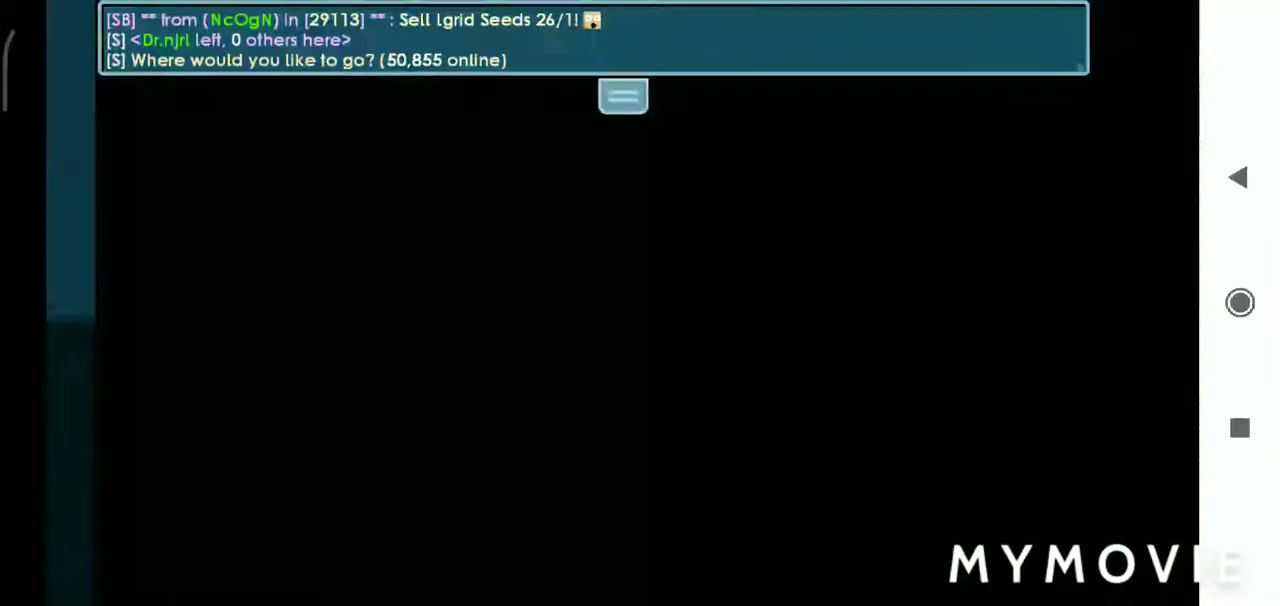 [SB] ** from (NcOgN) in [29113] ** : Sell Lgrid Seeds 26/1!
[S] <Dr.njrl left, 0 others here>
[S] Where would you like to go? (50,855 online)
MYMOVIE